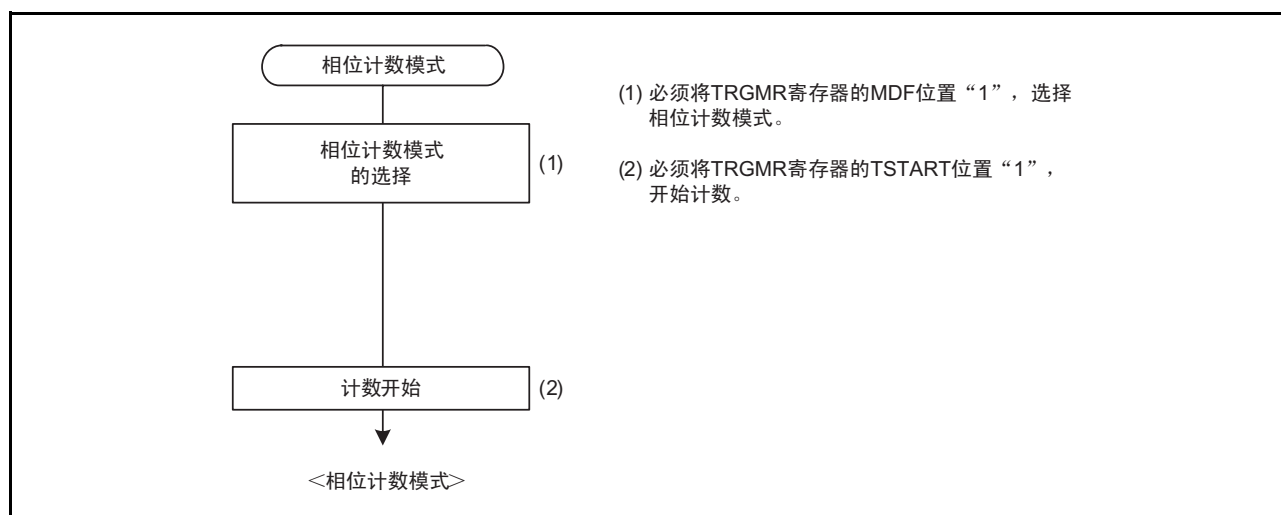 相位计数模式
相位计数模式
的选择
(1)
计数开始
(2)
＜相位计数模式＞
(1) 必须将TRGMR寄存器的MDF位置“1”，选择
相位计数模式。
(2) 必须将TRGMR寄存器的TSTART位置“1”，
开始计数。